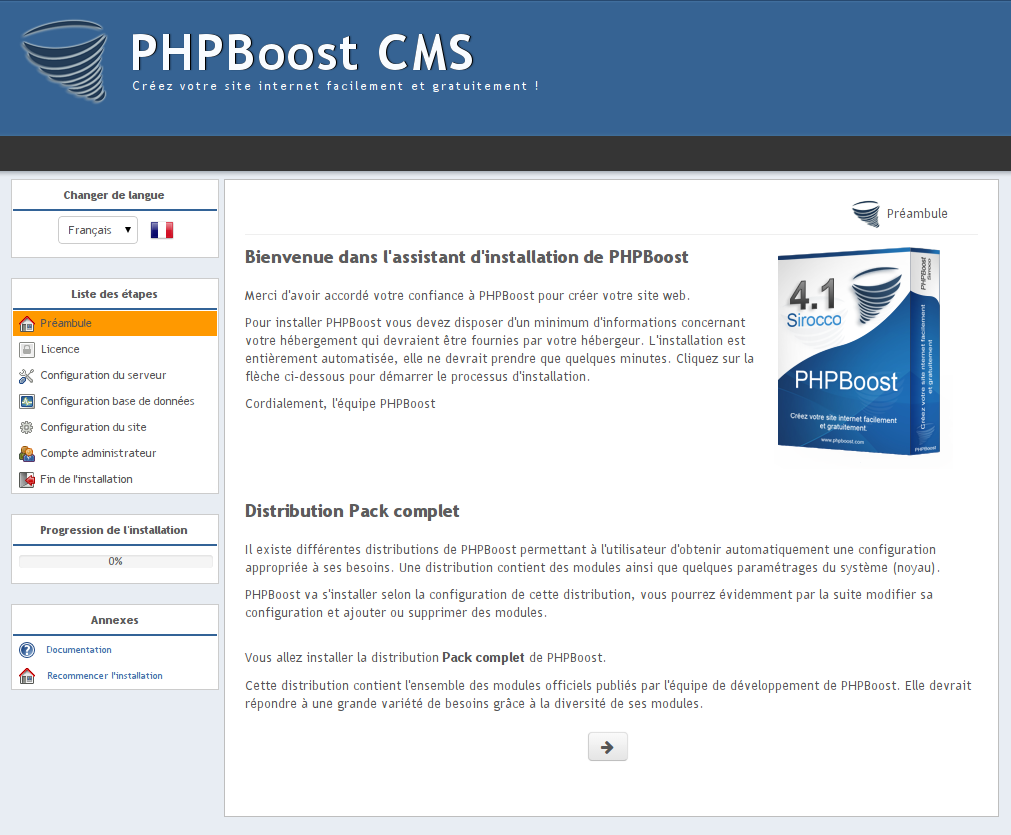 PHPBoost CMS
Créez votre site internet facilement et gratuitement !
Changer de langue
Français
Liste des étapes
Préambule
Licence
Configuration du serveur
Configuration base de données
Configuration du site
Compte administrateur
Fin de l'installation
Progression de l'installation
0%
Annexes
Documentation
Recommencer l'installation
Préambule
Bienvenue dans l'assistant d'installation de PHPBoost
Merci d'avoir accordé votre confiance à PHPBoost pour créer votre site web.
Pour installer PHPBoost vous devez disposer d'un minimum d'informations concernant
votre hébergement qui devraient être fournies par votre hébergeur. L'installation est
entièrement automatisée, elle ne devrait prendre que quelques minutes. Cliquez sur la
flèche ci-dessous pour démarrer le processus d'installation.
Cordialement, l'équipe PHPBoost
4.1
Sirocco
PHPBoost
Créez votre site internet facilement
et gratuitement
www.phpboost.com
PHPBoost
Sirocco
Créez votre site internet facilement
et gratuitement
PHPBoost
Distribution Pack complet
Il existe différentes distributions de PHPBoost permettant à l'utilisateur d'obtenir automatiquement une configuration
appropriée à ses besoins. Une distribution contient des modules ainsi que quelques paramétrages du système (noyau).
PHPBoost va s'installer selon la configuration de cette distribution, vous pourrez évidemment par la suite modifier sa
configuration et ajouter ou supprimer des modules.
Vous allez installer la distribution Pack complet de PHPBoost.
Cette distribution contient l'ensemble des modules officiels publiés par l'équipe de développement de PHPBoost. Elle devrait
répondre à une grande variété de besoins grâce à la diversité de ses modules.